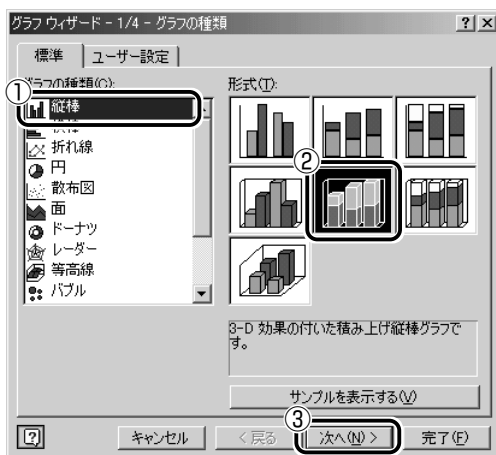 グラフ ウィザード - 1/4 - グラフの種類
標準
ユーザー設定
グラフの種類(C):
形式(T):
①
縦棒
横棒
折れ線
円
散布図
面
ドーナツ
レーダー
等高線
バブル
②
3-D 効果の付いた積み上げ縦棒グラフで
す。
サンプルを表示する(V)
③
キャンセル
< 戻る
次へ(N) >
完了(F)